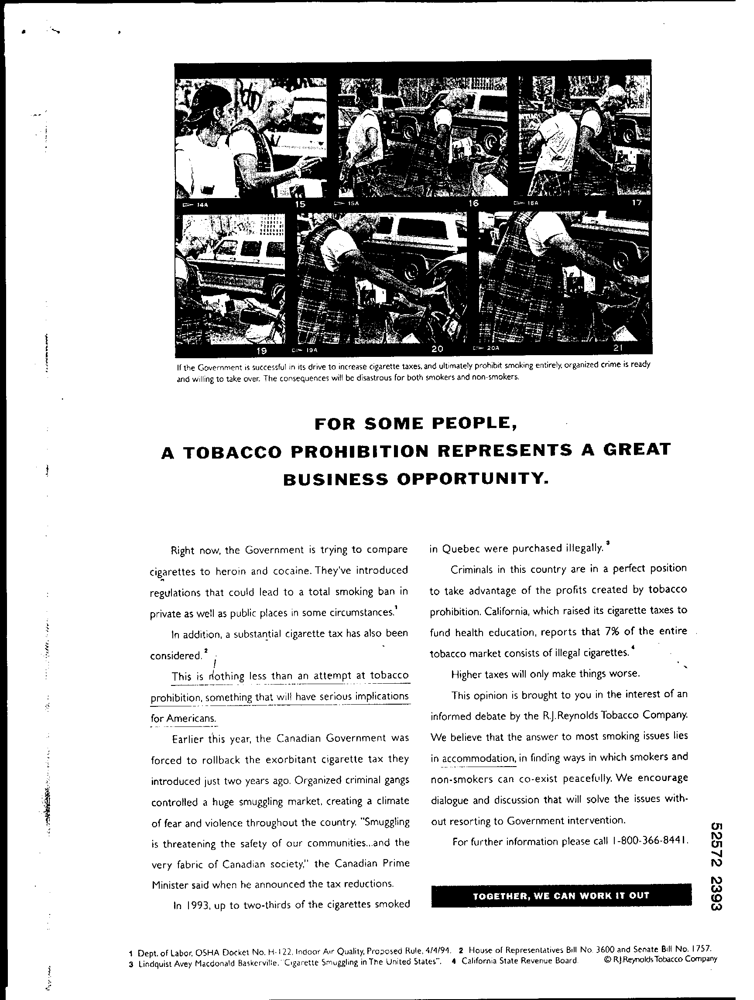 14A 15 15A 16 16A 17
19 19A 20 20A 21
If the Government is successful in its drive to increase cigarette taxes, and ultimately prohibit smoking entirely, organized crime is ready
and willing to take over. The consequences will be disastrous for both smokers and non-smokers.
FOR SOME PEOPLE,
A TOBACCO PROHIBITION REPRESENTS A GREAT
BUSINESS OPPORTUNITY.
Right now, the Government is trying to compare
cigarettes to heroin and cocaine. They've introduced
regulations that could lead to a total smoking ban in
private as well as public places in some circumstances.1
In addition, a substantial cigarette tax has also been
considered.2
This is nothing less than an attempt at tobacco
prohibition, something that will have serious implications
for Americans.
Earlier this year, the Canadian Government was
forced to rollback the exorbitant cigarette tax they
introduced just two years ago. Organized criminal gangs
controlled a huge smuggling market, creating a climate
of fear and violence throughout the country. "Smuggling
is threatening the safety of our communities...and the
very fabric of Canadian society," the Canadian Prime
Minister said when he announced the tax reductions.
In 1993, up to two-thirds of the cigarettes smoked
in Quebec were purchased illegally.3
Criminals in this country are in a perfect position
to take advantage of the profits created by tobacco
prohibition. California, which raised its cigarette taxes to
fund health education, reports that 7% of the entire
tobacco market consists of illegal cigarettes.4
Higher taxes will only make things worse.
This opinion is brought to you in the interest of an
informed debate by the R.J. Reynolds Tobacco Company.
We believe that the answer to most smoking issues lies
in accommodation, in finding ways in which smokers and
non-smokers can co-exist peacefully. We encourage
dialogue and discussion that will solve the issues with-
out resorting to Government intervention.
For further information please call 1-800-366-8441.
TOGETHER, WE CAN WORK IT OUT
52572 2393
1 Dept. of Labor, OSHA Docket No. H-122, Indoor Air Quality, Proposed Rule, 4/4/94. 2 House of Representatives Bill No. 3600 and Senate Bill No. 1757.
3 Lindquist Avey Macdonald Baskerville. "Cigarette Smuggling in The United States". 4 California State Revenue Board © RJ Reynolds Tobacco Company